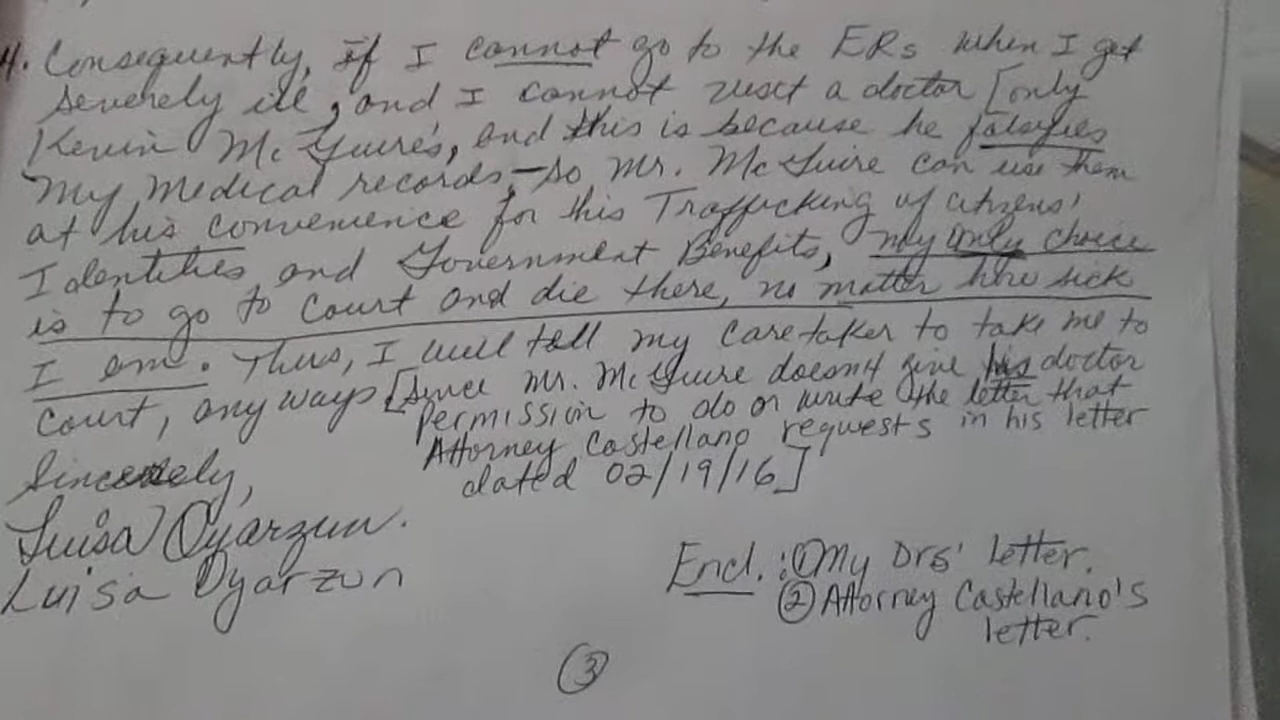 4. Consequently, if I cannot go to the ERs when I get
severely ill, and I cannot visit a doctor [only
Kevin McGuire's, and this is because he falsifies
my medical records,—so Mr. McGuire can use them
at his convenience for this Trafficking of citizens'
Identities and Government Benefits, my only choice
is to go to Court and die there, no matter how sick
I am. Thus, I will tell my caretaker to take me to
court, any ways [since Mr. McGuire doesn't give his doctor
permission to do or write the letter that
Attorney Castellano requests in his letter
dated 02/19/16]
Sincerely,
Luisa Oyarzun.
Luisa Oyarzun
Encl.: ① My Drs' letter.
② Attorney Castellano's
letter.
③